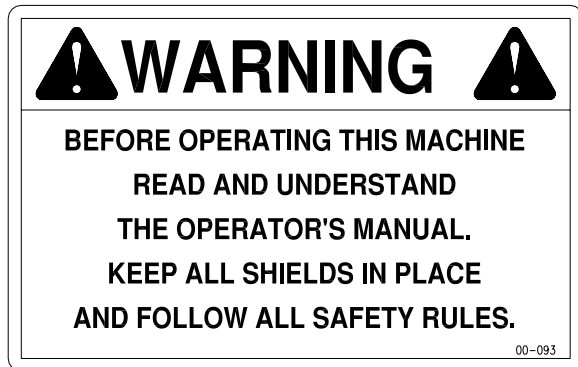 WARNING
BEFORE OPERATING THIS MACHINE
READ AND UNDERSTAND
THE OPERATOR'S MANUAL.
KEEP ALL SHIELDS IN PLACE
AND FOLLOW ALL SAFETY RULES.
00-093